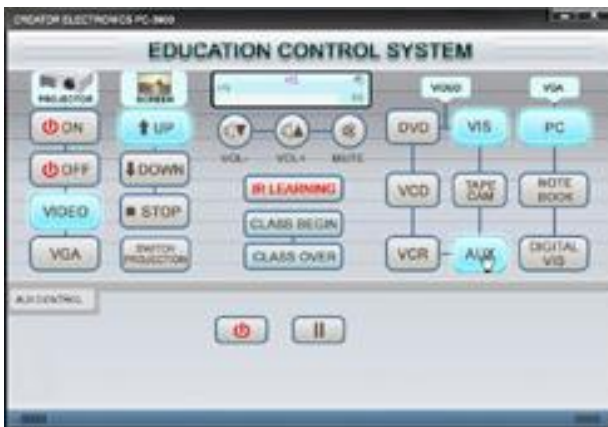 CREATOR ELECTRONICS PC-3900
EDUCATION CONTROL SYSTEM
PROJECTOR
SCREEN
VIDEO
VGA
ON
UP
DVD
VIS
PC
VOL-
VOL+
MUTE
OFF
DOWN
IR LEARNING
VCD
TAPE CAM
NOTE BOOK
VIDEO
STOP
CLASS BEGIN
VGA
SWITCH PROJECTION
CLASS OVER
VCR
AUX
DIGITAL VIS
AUX CONTROL